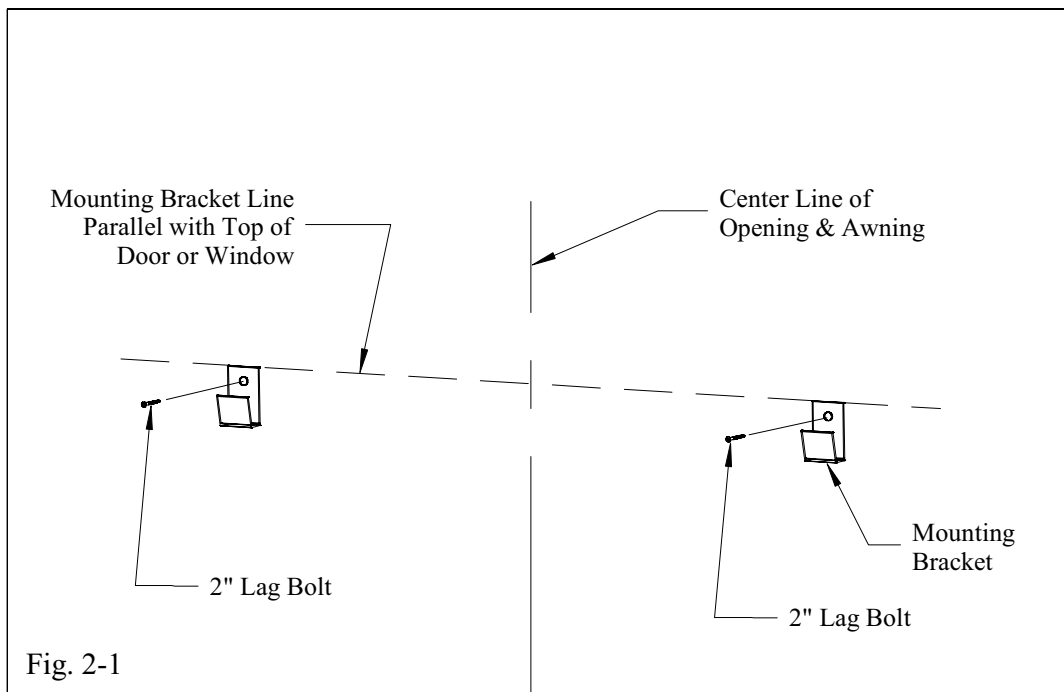 Mounting Bracket Line
Parallel with Top of
Door or Window
Center Line of
Opening & Awning
Mounting
Bracket
2" Lag Bolt
2" Lag Bolt
Fig. 2-1